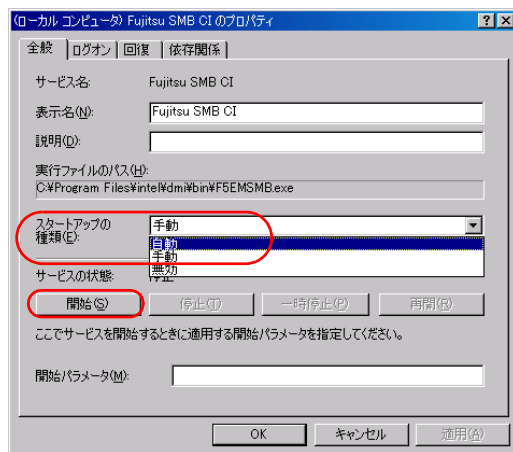 (ローカル コンピュータ) Fujitsu SMB CI のプロパティ
全般 ログオン 回復 依存関係
サービス名: Fujitsu SMB CI
表示名(N): Fujitsu SMB CI
説明(D):
実行ファイルのパス(H):
C:¥Program Files¥intel¥dmi¥bin¥F5EMSMB.exe
スタートアップの 手動
種類(E): 自動
手動
無効
サービスの状態: 停止
開始(S) 停止(T) 一時停止(P) 再開(R)
ここでサービスを開始するときに適用する開始パラメータを指定してください。
開始パラメータ(M):
OK キャンセル 適用(A)